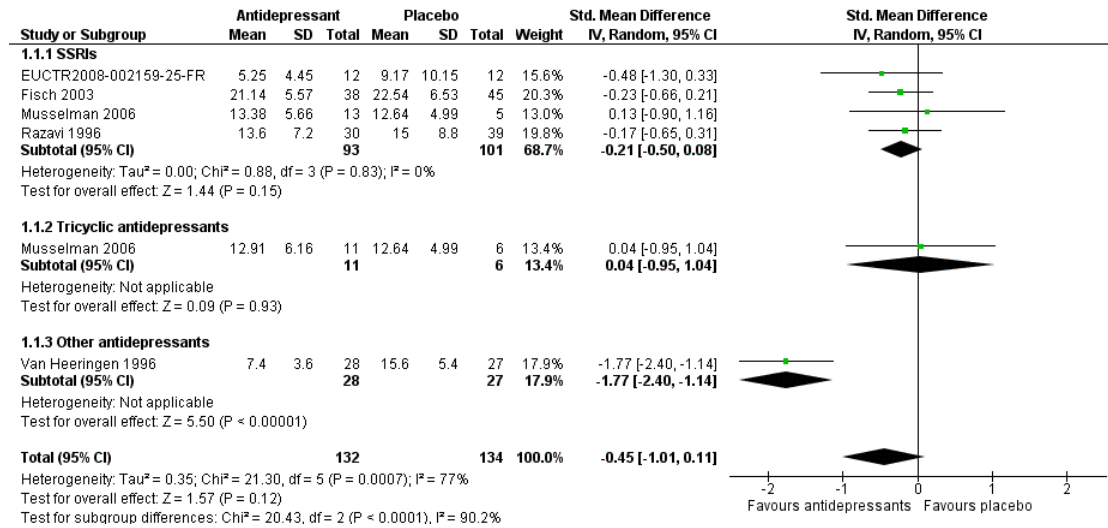 Antidepressant Placebo Std. Mean Difference Std. Mean Difference
Study or Subgroup Mean SD Total Mean SD Total Weight IV, Random, 95% CI IV, Random, 95% CI
1.1.1 SSRIs
EUCTR2008-002159-25-FR 5.25 4.45 12 9.17 10.15 12 15.6% -0.48 [-1.30, 0.33]
Fisch 2003 21.14 5.57 38 22.54 6.53 45 20.3% -0.23 [-0.66, 0.21]
Musselman 2006 13.38 5.66 13 12.64 4.99 5 13.0% 0.13 [-0.90, 1.16]
Razavi 1996 13.6 7.2 30 15 8.8 39 19.8% -0.17 [-0.65, 0.31]
Subtotal (95% CI) 93 101 68.7% -0.21 [-0.50, 0.08]
Heterogeneity: Tau² = 0.00; Chi² = 0.88, df = 3 (P = 0.83); I² = 0%
Test for overall effect: Z = 1.44 (P = 0.15)
1.1.2 Tricyclic antidepressants
Musselman 2006 12.91 6.16 11 12.64 4.99 6 13.4% 0.04 [-0.95, 1.04]
Subtotal (95% CI) 11 6 13.4% 0.04 [-0.95, 1.04]
Heterogeneity: Not applicable
Test for overall effect: Z = 0.09 (P = 0.93)
1.1.3 Other antidepressants
Van Heeringen 1996 7.4 3.6 28 15.6 5.4 27 17.9% -1.77 [-2.40, -1.14]
Subtotal (95% CI) 28 27 17.9% -1.77 [-2.40, -1.14]
Heterogeneity: Not applicable
Test for overall effect: Z = 5.50 (P < 0.00001)
Total (95% CI) 132 134 100.0% -0.45 [-1.01, 0.11]
Heterogeneity: Tau² = 0.35; Chi² = 21.30, df = 5 (P = 0.0007); I² = 77%
Test for overall effect: Z = 1.57 (P = 0.12)
Test for subgroup differences: Chi² = 20.43, df = 2 (P < 0.0001), I² = 90.2%
-2 -1 0 1 2
Favours antidepressants Favours placebo